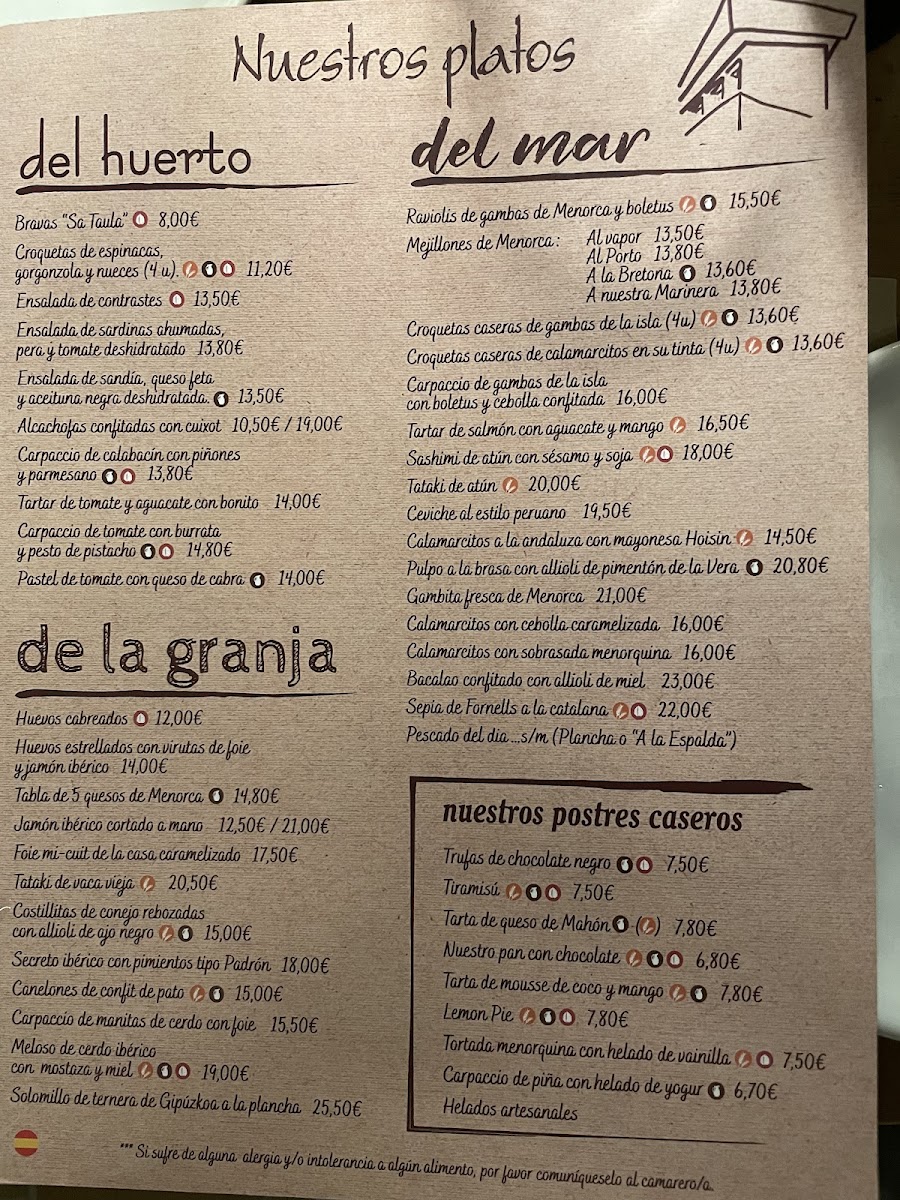 Nuestros platos
del huerto
Bravas "Sa Taula" 8,00€
Croquetas de espinacas,
gorgonzola y nueces (4 u). 11,20€
Ensalada de contrastes 13,50€
Ensalada de sardinas ahumadas,
pera y tomate deshidratado 13,80€
Ensalada de sandía, queso feta
y aceituna negra deshidratada. 13,50€
Alcachofas confitadas con cuixot 10,50€ / 19,00€
Carpaccio de calabacín con piñones
y parmesano 13,80€
Tartar de tomate y aguacate con bonito 14,00€
Carpaccio de tomate con burrata
y pesto de pistacho 14,80€
Pastel de tomate con queso de cabra 14,00€
de la granja
Huevos cabreados 12,00€
Huevos estrellados con virutas de foie
y jamón ibérico 14,00€
Tabla de 5 quesos de Menorca 14,80€
Jamón ibérico cortado a mano 12,50€ / 21,00€
Foie mi-cuit de la casa caramelizado 17,50€
Tataki de vaca vieja 20,50€
Costillitas de conejo rebozadas
con allioli de ajo negro 15,00€
Secreto ibérico con pimientos tipo Padrón 18,00€
Canelones de confit de pato 15,00€
Carpaccio de manitas de cerdo con foie 15,50€
Meloso de cerdo ibérico
con mostaza y miel 19,00€
Solomillo de ternera de Gipúzkoa a la plancha 25,50€
del mar
Raviolis de gambas de Menorca y boletus 15,50€
Mejillones de Menorca: Al vapor 13,50€
Al Porto 13,80€
A la Bretona 13,60€
A nuestra Marinera 13,80€
Croquetas caseras de gambas de la isla (4u) 13,60€
Croquetas caseras de calamarcitos en su tinta (4u) 13,60€
Carpaccio de gambas de la isla
con boletus y cebolla confitada 16,00€
Tartar de salmón con aguacate y mango 16,50€
Sashimi de atún con sésamo y soja 18,00€
Tataki de atún 20,00€
Ceviche al estilo peruano 19,50€
Calamarcitos a la andaluza con mayonesa Hoisin 14,50€
Pulpo a la brasa con allioli de pimentón de la Vera 20,80€
Gambita fresca de Menorca 21,00€
Calamarcitos con cebolla caramelizada 16,00€
Calamarcitos con sobrasada menorquina 16,00€
Bacalao confitado con allioli de miel 23,00€
Sepia de Fornells a la catalana 22,00€
Pescado del dia ...s/m (Plancha o "A la Espalda")
nuestros postres caseros
Trufas de chocolate negro 7,50€
Tiramisú 7,50€
Tarta de queso de Mahón - ( ) 7,80€
Nuestro pan con chocolate 6,80€
Tarta de mousse de coco y mango 7,80€
Lemon Pie 7,80€
Tortada menorquina con helado de vainilla 7,50€
Carpaccio de piña con helado de yogur 6,70€
Helados artesanales
*** Si sufre de alguna alergia y/o intolerancia a algún alimento, por favor comuníqueselo al camarero/a.